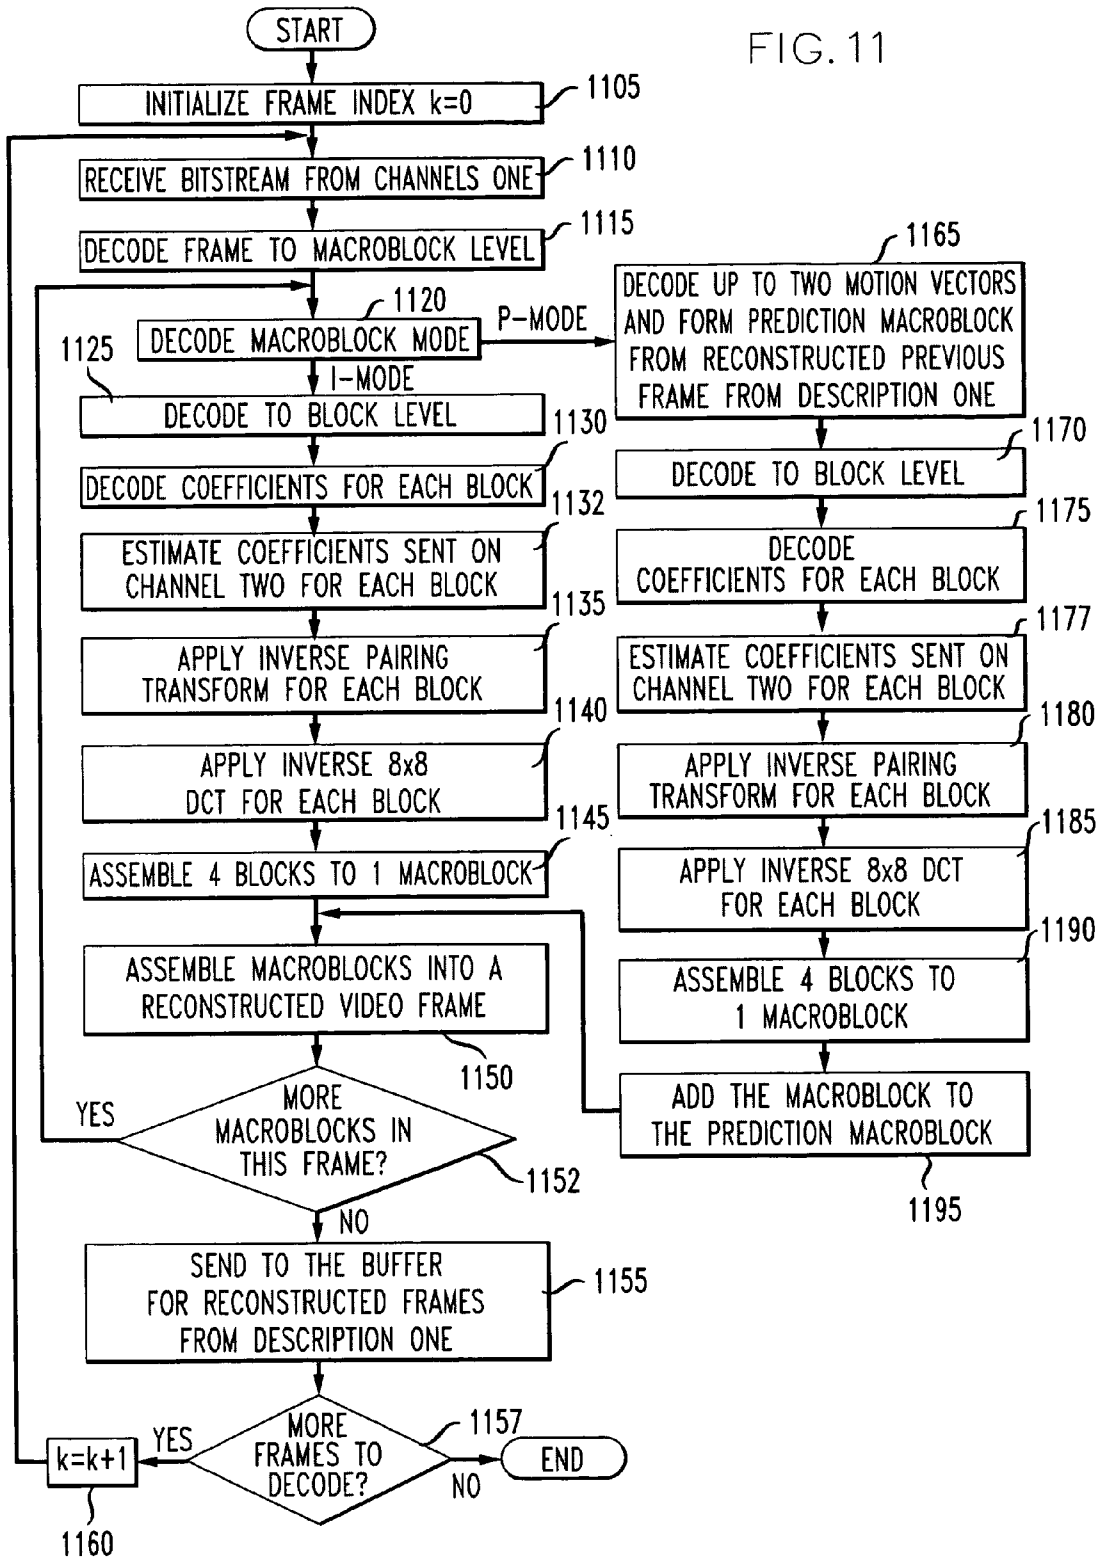 FIG. 11
START
INITIALIZE FRAME INDEX k=0
1105
RECEIVE BITSTREAM FROM CHANNELS ONE
1110
DECODE FRAME TO MACROBLOCK LEVEL
1115
DECODE MACROBLOCK MODE
1120
P-MODE
I-MODE
1125
DECODE TO BLOCK LEVEL
1130
DECODE COEFFICIENTS FOR EACH BLOCK
1132
ESTIMATE COEFFICIENTS SENT ON
CHANNEL TWO FOR EACH BLOCK
1135
APPLY INVERSE PAIRING
TRANSFORM FOR EACH BLOCK
1140
APPLY INVERSE 8x8
DCT FOR EACH BLOCK
1145
ASSEMBLE 4 BLOCKS TO 1 MACROBLOCK
ASSEMBLE MACROBLOCKS INTO A
RECONSTRUCTED VIDEO FRAME
1150
YES
MORE
MACROBLOCKS IN
THIS FRAME?
1152
NO
SEND TO THE BUFFER
FOR RECONSTRUCTED FRAMES
FROM DESCRIPTION ONE
1155
MORE
FRAMES TO
DECODE?
1157
YES
NO
k=k+1
1160
END
1165
DECODE UP TO TWO MOTION VECTORS
AND FORM PREDICTION MACROBLOCK
FROM RECONSTRUCTED PREVIOUS
FRAME FROM DESCRIPTION ONE
1170
DECODE TO BLOCK LEVEL
1175
DECODE
COEFFICIENTS FOR EACH BLOCK
1177
ESTIMATE COEFFICIENTS SENT ON
CHANNEL TWO FOR EACH BLOCK
1180
APPLY INVERSE PAIRING
TRANSFORM FOR EACH BLOCK
1185
APPLY INVERSE 8x8 DCT
FOR EACH BLOCK
1190
ASSEMBLE 4 BLOCKS TO
1 MACROBLOCK
ADD THE MACROBLOCK TO
THE PREDICTION MACROBLOCK
1195